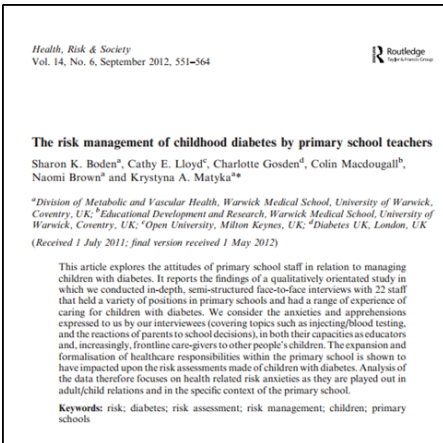 Health, Risk & Society
Vol. 14, No. 6, September 2012, 551–564
Routledge
Taylor & Francis Group
The risk management of childhood diabetes by primary school teachers
Sharon K. Bodenᵃ, Cathy E. Lloydᶜ, Charlotte Gosdenᵈ, Colin Macdougallᵇ,
Naomi Brownᵃ and Krystyna A. Matykaᵃ*
ᵃDivision of Metabolic and Vascular Health, Warwick Medical School, University of Warwick,
Coventry, UK; ᵇEducational Development and Research, Warwick Medical School, University of
Warwick, Coventry, UK; ᶜOpen University, Milton Keynes, UK; ᵈDiabetes UK, London, UK
(Received 1 July 2011; final version received 1 May 2012)
This article explores the attitudes of primary school staff in relation to managing
children with diabetes. It reports the findings of a qualitatively orientated study in
which we conducted in-depth, semi-structured face-to-face interviews with 22 staff
that held a variety of positions in primary schools and had a range of experience of
caring for children with diabetes. We consider the anxieties and apprehensions
expressed to us by our interviewees (covering topics such as injecting/blood testing,
and the reactions of parents to school decisions), in both their capacities as educators
and, increasingly, frontline care-givers to other people's children. The expansion and
formalisation of healthcare responsibilities within the primary school is shown to
have impacted upon the risk assessments made of children with diabetes. Analysis of
the data therefore focuses on health related risk anxieties as they are played out in
adult/child relations and in the specific context of the primary school.
Keywords: risk; diabetes; risk assessment; risk management; children; primary
schools